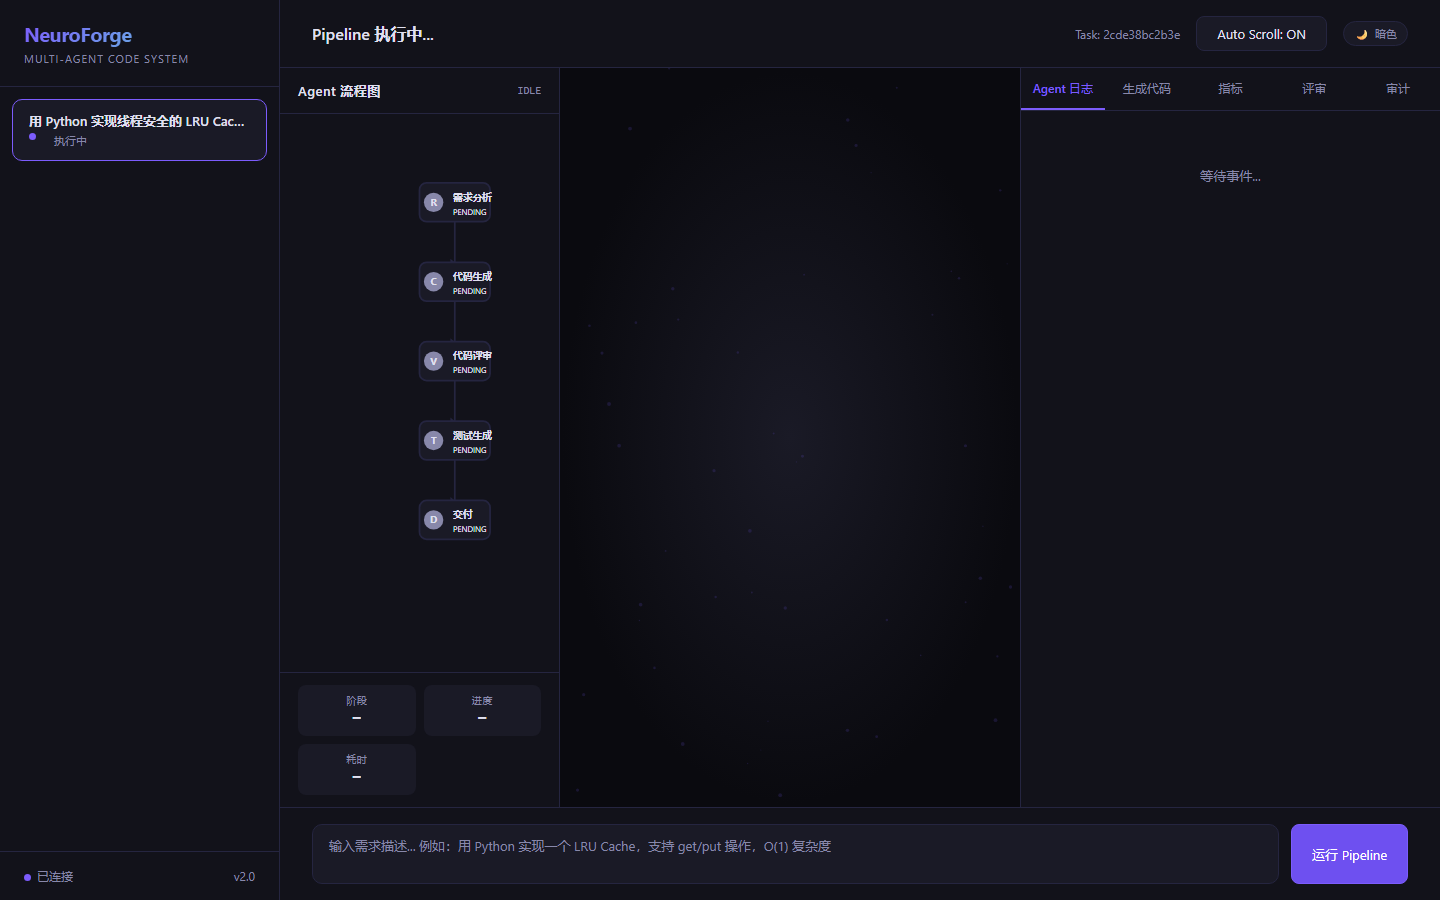 NeuroForge
MULTI-AGENT CODE SYSTEM
用 Python 实现线程安全的 LRU Cac...
执行中
已连接
v2.0
Pipeline 执行中...
Task: 2cde38bc2b3e
Auto Scroll: ON
🌙 暗色
Agent 流程图
IDLE
R
需求分析
PENDING
C
代码生成
PENDING
V
代码评审
PENDING
T
测试生成
PENDING
D
交付
PENDING
阶段
–
进度
–
耗时
–
Agent 日志
生成代码
指标
评审
审计
等待事件...
输入需求描述... 例如：用 Python 实现一个 LRU Cache，支持 get/put 操作，O(1) 复杂度
运行 Pipeline